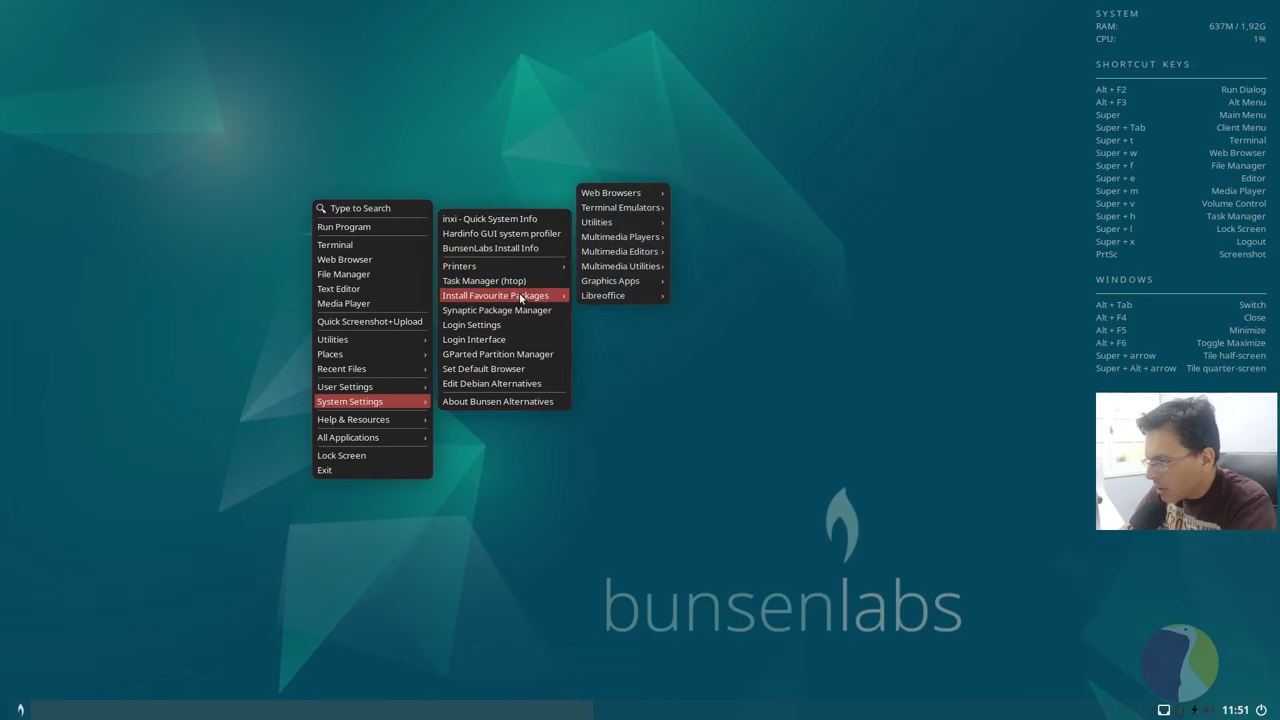 Type to Search
Run Program
Terminal
Web Browser
File Manager
Text Editor
Media Player
Quick Screenshot+Upload
Utilities
Places
Recent Files
User Settings
System Settings
Help & Resources
All Applications
Lock Screen
Exit
inxi - Quick System Info
Hardinfo GUI system profiler
BunsenLabs Install Info
Printers
Task Manager (htop)
Install Favourite Packages
Synaptic Package Manager
Login Settings
Login Interface
GParted Partition Manager
Set Default Browser
Edit Debian Alternatives
About Bunsen Alternatives
Web Browsers
Terminal Emulators
Utilities
Multimedia Players
Multimedia Editors
Multimedia Utilities
Graphics Apps
Libreoffice
SYSTEM
RAM: 637M / 1,92G
CPU: 1%
SHORTCUT KEYS
Alt + F2 Run Dialog
Alt + F3 Alt Menu
Super Main Menu
Super + Tab Client Menu
Super + t Terminal
Super + w Web Browser
Super + f File Manager
Super + e Editor
Super + m Media Player
Super + v Volume Control
Super + h Task Manager
Super + l Lock Screen
Super + x Logout
PrtSc Screenshot
WINDOWS
Alt + Tab Switch
Alt + F4 Close
Alt + F5 Minimize
Alt + F6 Toggle Maximize
Super + arrow Tile half-screen
Super + Alt + arrow Tile quarter-screen
bunsenlabs
11:51